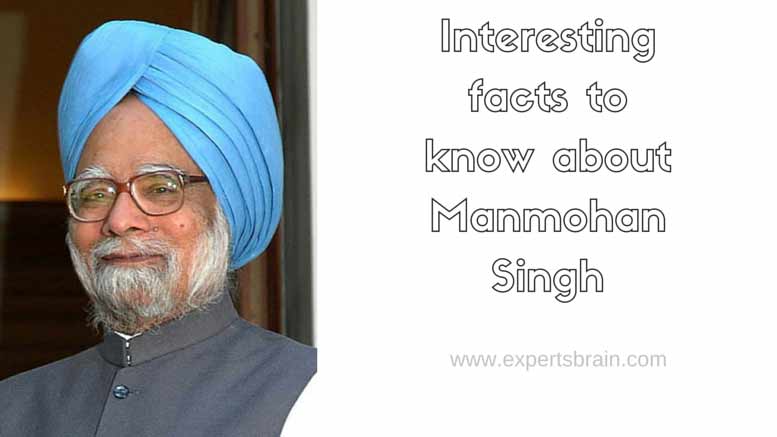 Interesting
facts to
know about
Manmohan
Singh
www.expertsbrain.com